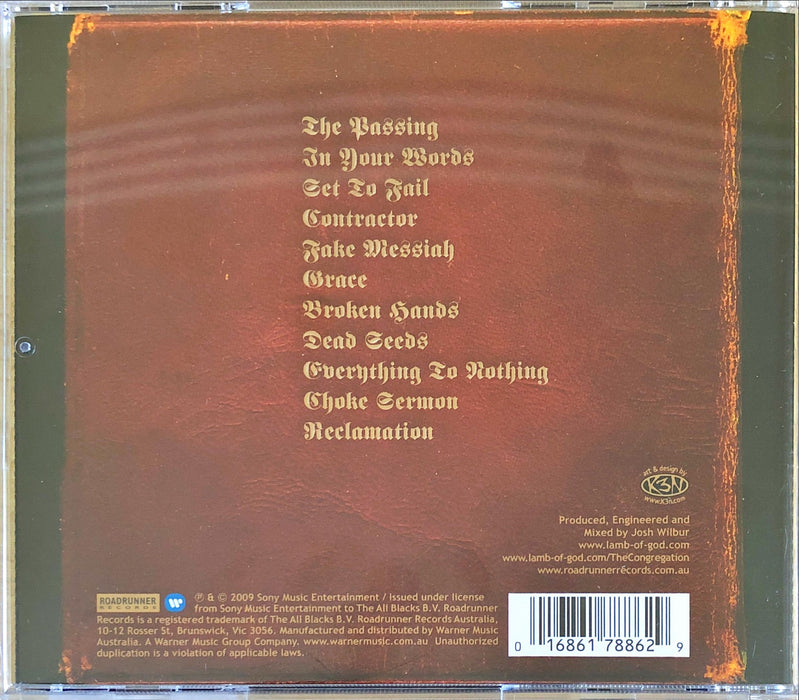 The Passing
In Your Words
Set To Fail
Contractor
Fake Messiah
Grace
Broken Hands
Dead Seeds
Everything To Nothing
Choke Sermon
Reclamation
art & design by
K3N
www.K3n.com
Produced, Engineered and
Mixed by Josh Wilbur
www.lamb-of-god.com
www.lamb-of-god.com/TheCongregation
www.roadrunnerrecords.com.au
ROADRUNNER
RECORDS
℗ & © 2009 Sony Music Entertainment / issued under license
from Sony Music Entertainment to The All Blacks B.V. Roadrunner
Records is a registered trademark of The All Blacks B.V. Roadrunner Records Australia,
10-12 Rosser St, Brunswick, Vic 3056. Manufactured and distributed by Warner Music
Australia. A Warner Music Group Company. www.warnermusic.com.au Unauthorized
duplication is a violation of applicable laws.
0 16861 78862 9